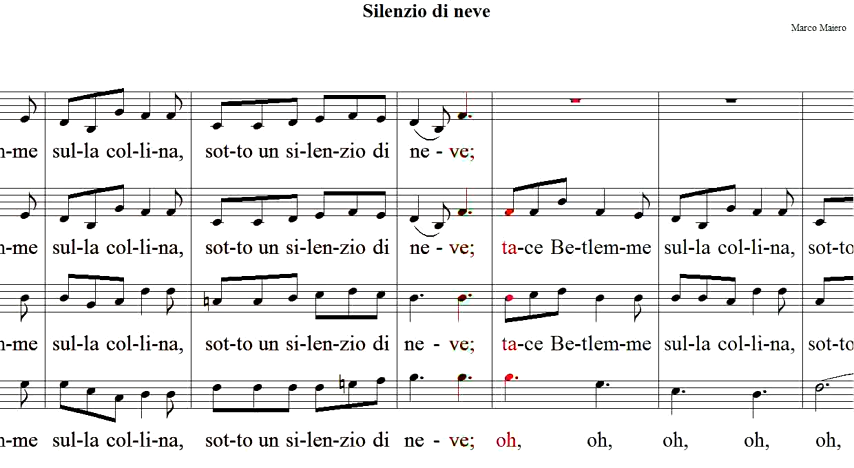 Silenzio di neve
Marco Maiero
n-me sul-la col-li-na, sot-to un si-len-zio di ne - ve;
n-me sul-la col-li-na, sot-to un si-len-zio di ne - ve; ta-ce Be-tlem-me sul-la col-li-na, sot-to
n-me sul-la col-li-na, sot-to un si-len-zio di ne - ve; ta-ce Be-tlem-me sul-la col-li-na, sot-to
n-me sul-la col-li-na, sot-to un si-len-zio di ne - ve; oh, oh, oh, oh, oh,